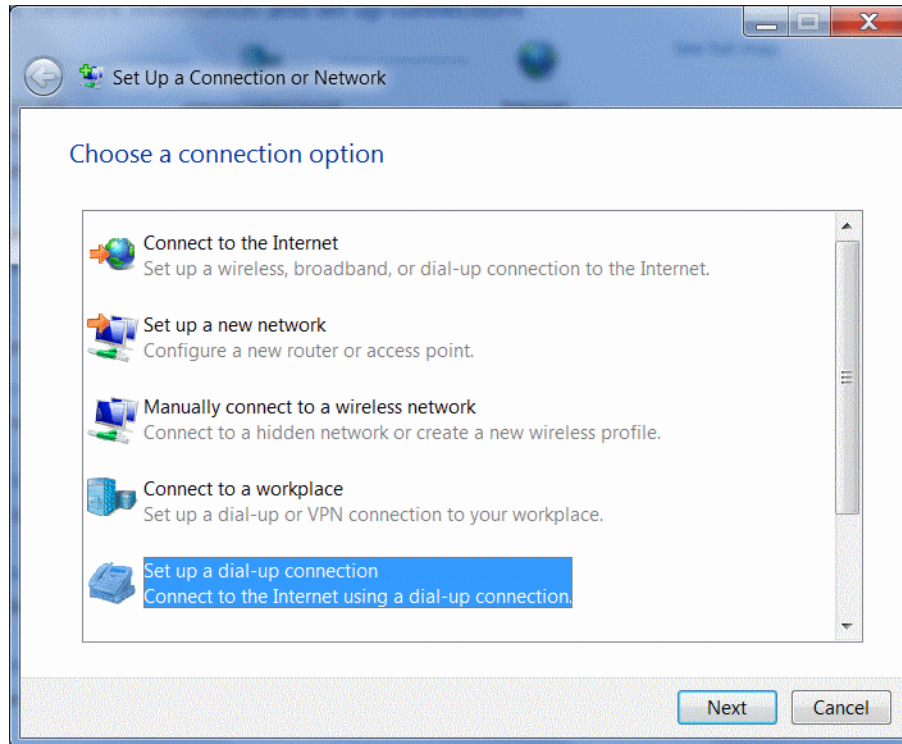 Set Up a Connection or Network
Choose a connection option
Connect to the Internet
Set up a wireless, broadband, or dial-up connection to the Internet.
Set up a new network
Configure a new router or access point.
Manually connect to a wireless network
Connect to a hidden network or create a new wireless profile.
Connect to a workplace
Set up a dial-up or VPN connection to your workplace.
Set up a dial-up connection
Connect to the Internet using a dial-up connection.
Next
Cancel